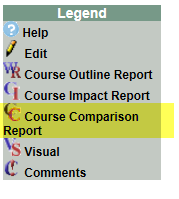 Legend
Help
Edit
Course Outline Report
Course Impact Report
Course Comparison
Report
Visual
Comments